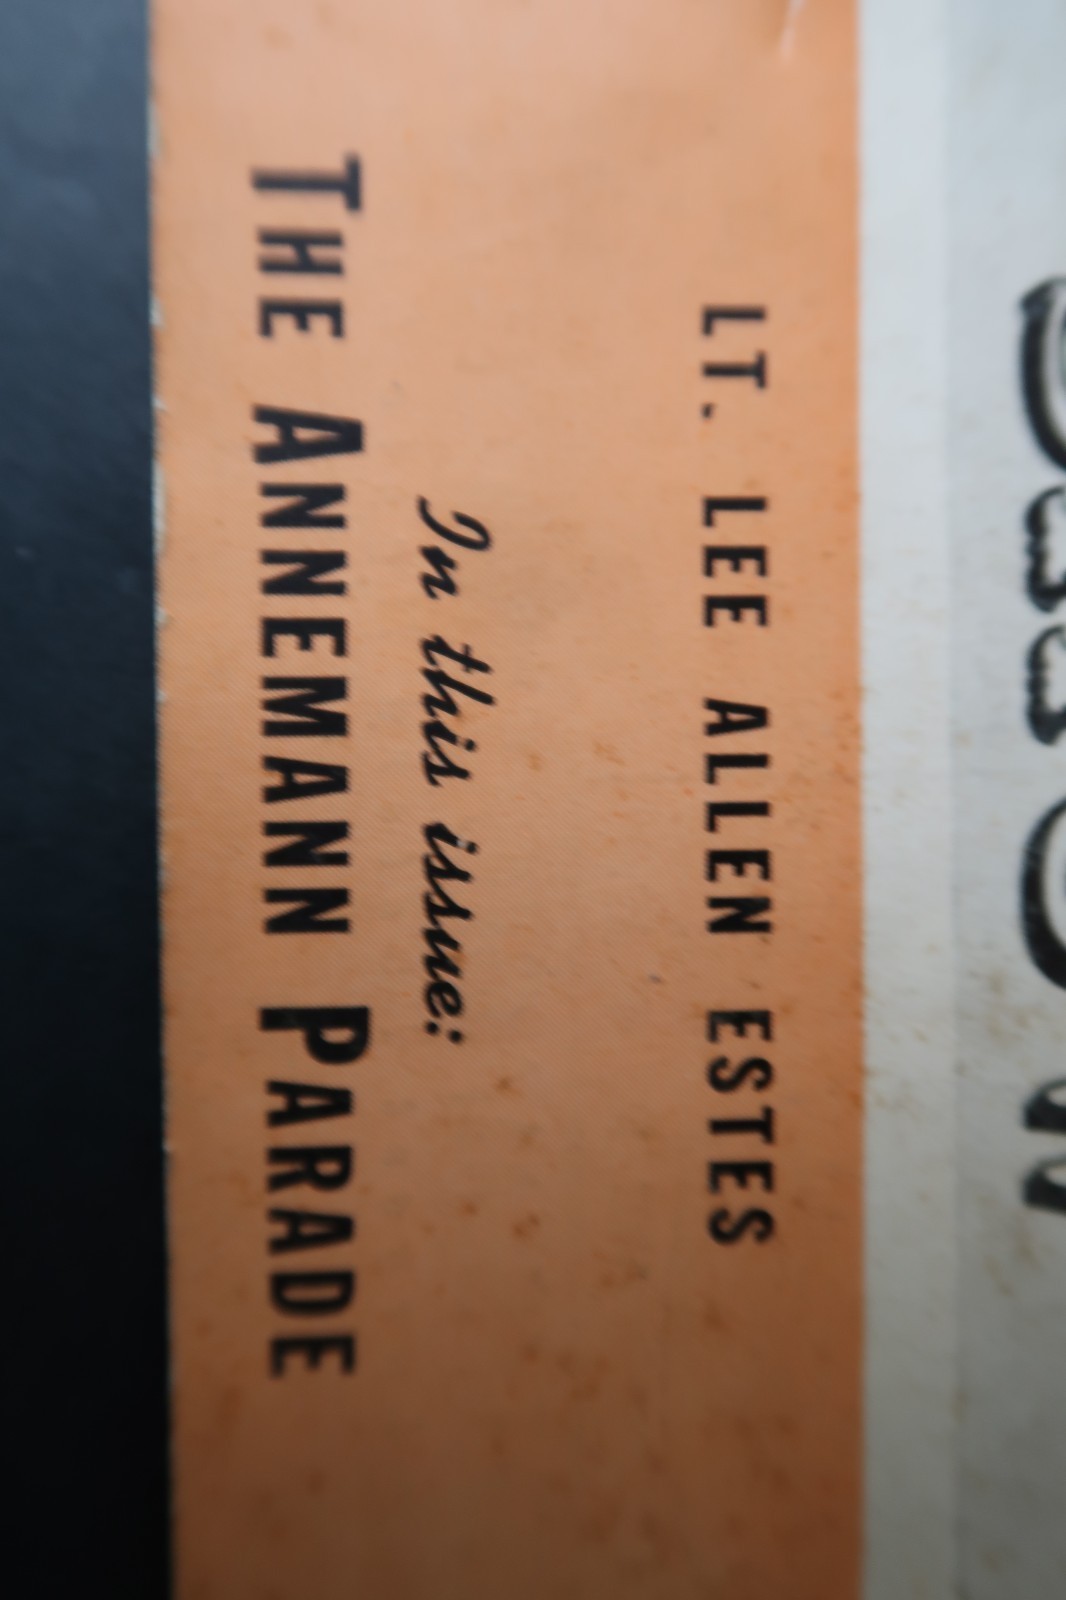 LT. LEE ALLEN ESTES
In this issue:
THE ANNEMANN PARADE